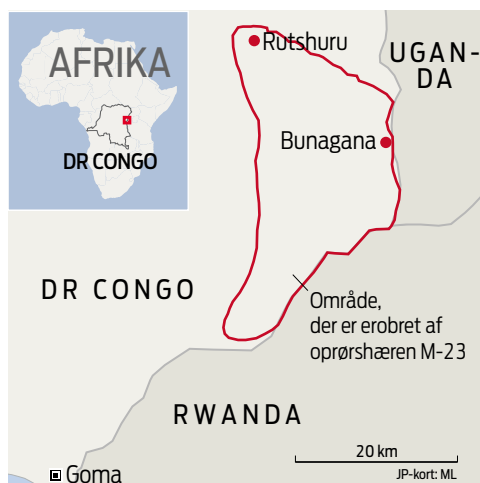 AFRIKA
DR CONGO
Rutshuru
UGAN-
DA
Bunagana
DR CONGO
Område,
der er erobret af
oprørshæren M-23
RWANDA
20 km
JP-kort: ML
Goma